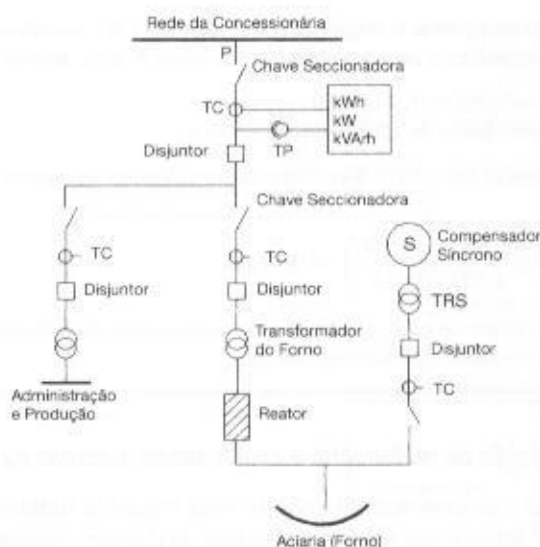 Rede da Concessionária
P
Chave Seccionadora
TC
kWh
kW
kVArh
TP
Disjuntor
Chave Seccionadora
TC
TC
S
Compensador
Síncrono
TRS
Disjuntor
Disjuntor
Disjuntor
Transformador
do Forno
TC
Administração
e Produção
Reator
Aciaria (Forno)